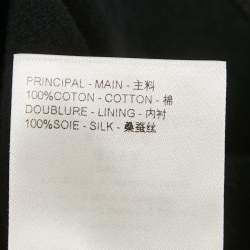 PRINCIPAL - MAIN - 主料
100%COTON - COTTON - 棉
DOUBLURE - LINING - 内衬
100%SOIE - SILK - 桑蚕丝